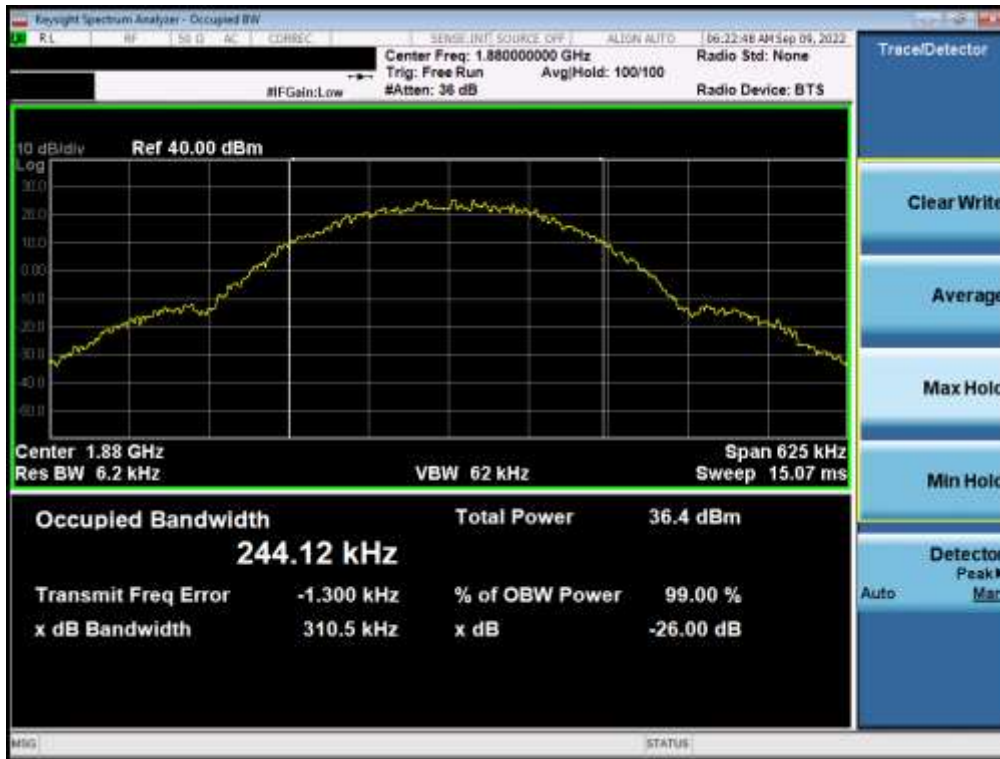 Keysight Spectrum Analyzer - Occupied BW
RL RF 50 Ω AC CORREC SENSE:INT SOURCE OFF ALIGN AUTO 06:22:48 AM Sep 09, 2022
Center Freq: 1.880000000 GHz Radio Std: None
Trig: Free Run Avg|Hold: 100/100
#IFGain:Low #Atten: 36 dB Radio Device: BTS
Trace/Detector
10 dB/div Ref 40.00 dBm
Log
30.0
20.0
10.0
0.00
-10.0
-20.0
-30.0
-40.0
-50.0
Center 1.88 GHz Span 625 kHz
Res BW 6.2 kHz VBW 62 kHz Sweep 15.07 ms
Occupied Bandwidth Total Power 36.4 dBm
244.12 kHz
Transmit Freq Error -1.300 kHz % of OBW Power 99.00 %
x dB Bandwidth 310.5 kHz x dB -26.00 dB
Clear Write
Average
Max Hold
Min Hold
Detector
Peak
Auto Man
MSG STATUS